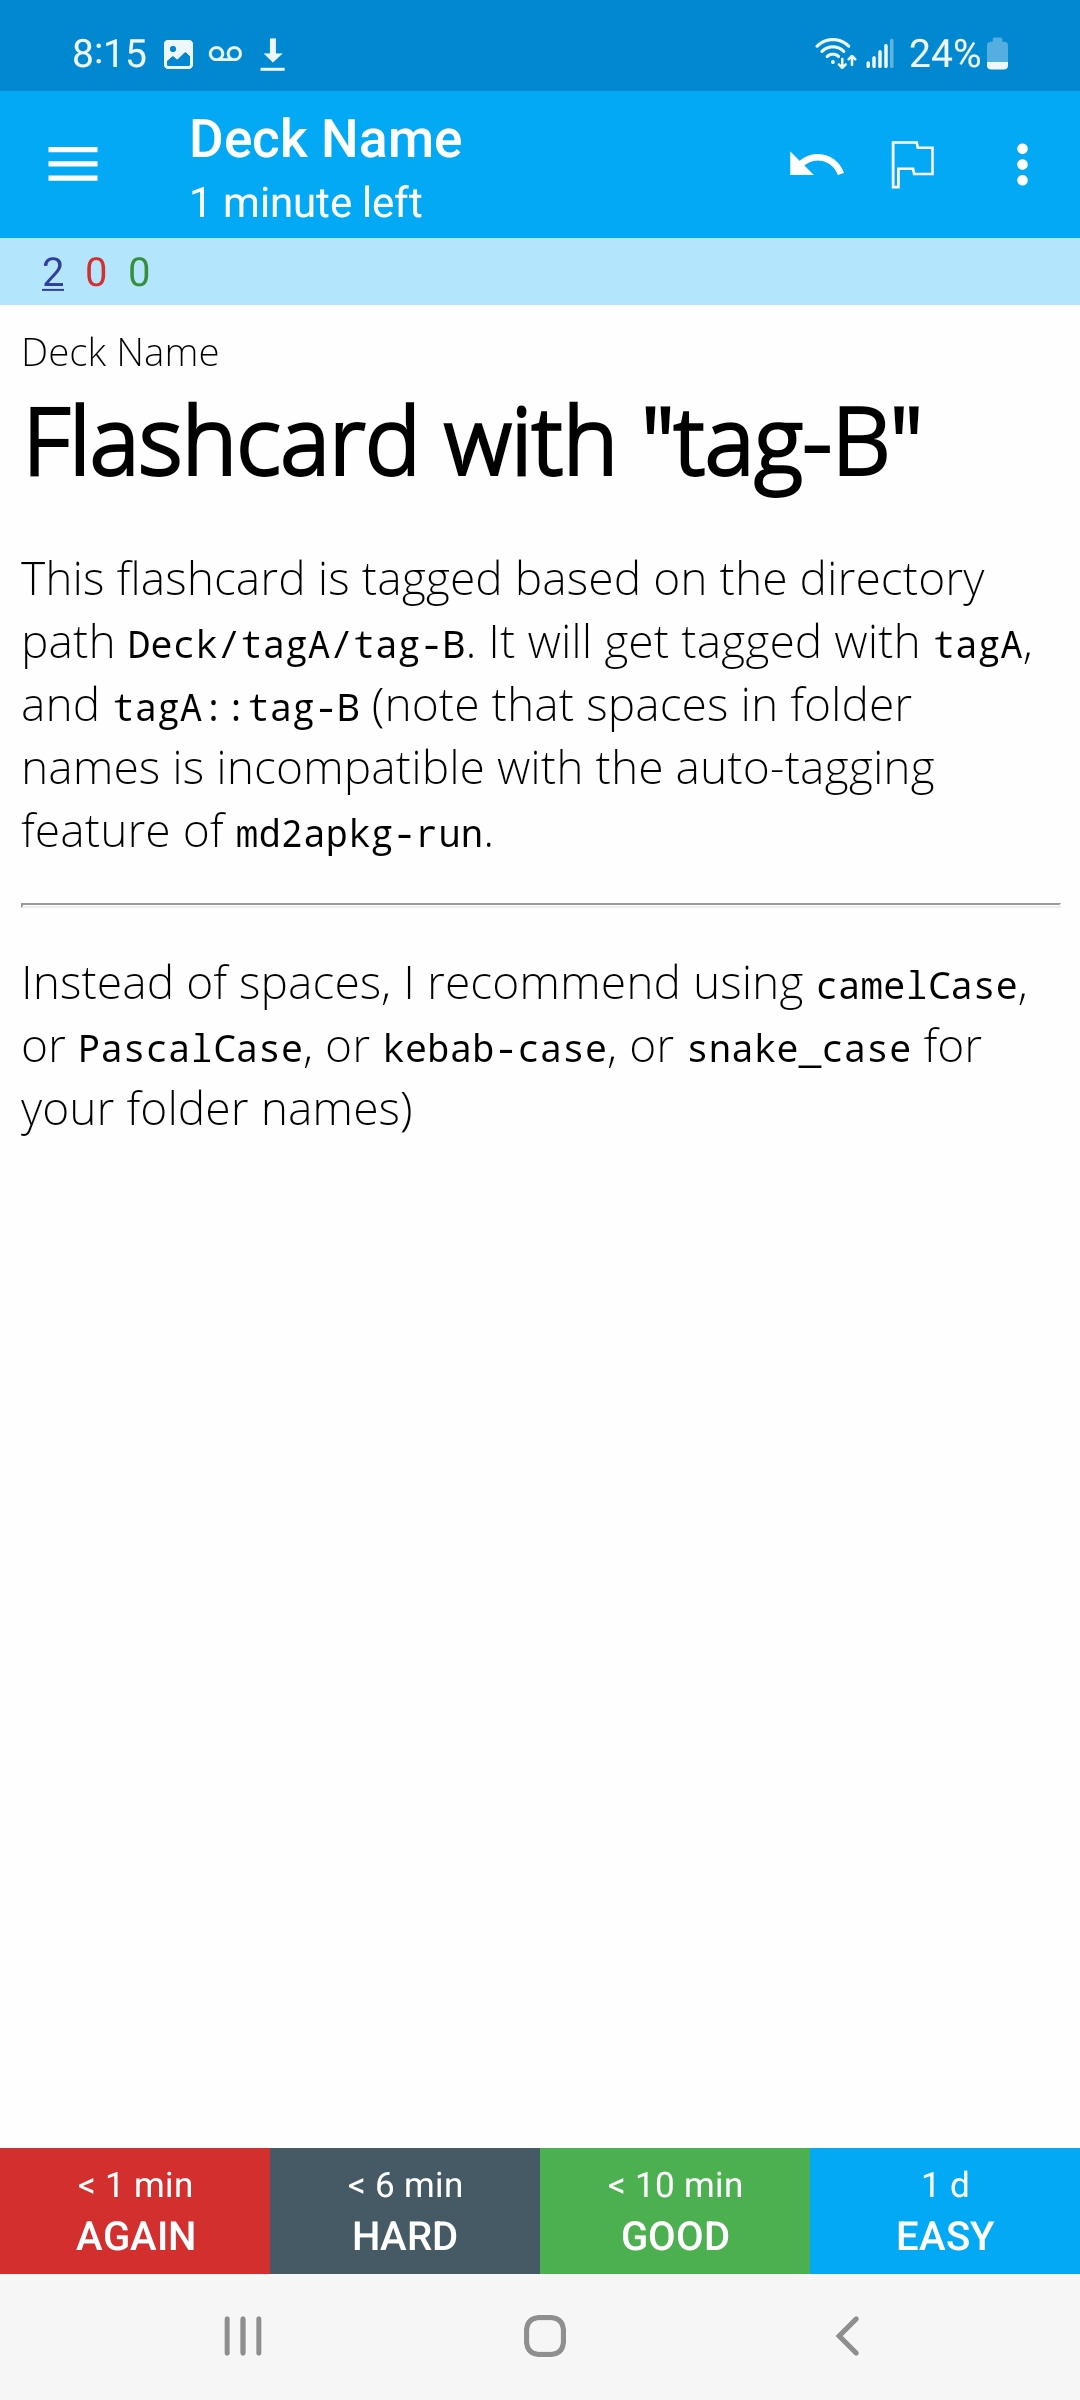 8:15
24%
Deck Name
1 minute left
2 0 0
Deck Name
Flashcard with "tag-B"
This flashcard is tagged based on the directory
path Deck/tagA/tag-B. It will get tagged with tagA,
and tagA::tag-B (note that spaces in folder
names is incompatible with the auto-tagging
feature of md2apkg-run.
Instead of spaces, I recommend using camelCase,
or PascalCase, or kebab-case, or snake_case for
your folder names)
< 1 min
AGAIN
< 6 min
HARD
< 10 min
GOOD
1 d
EASY